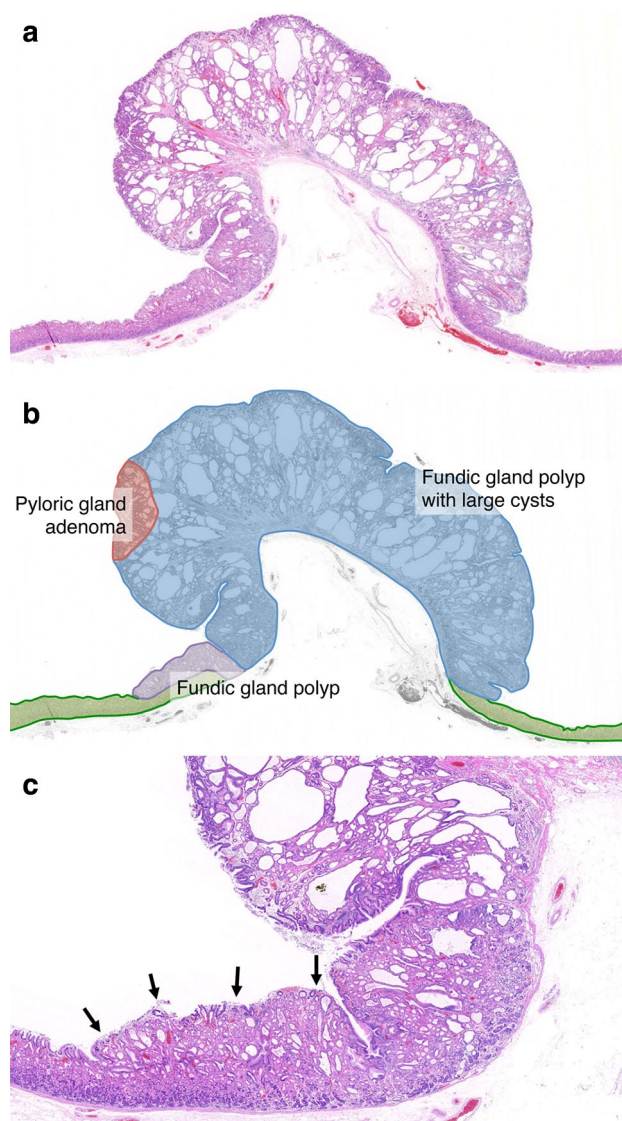 a
b
Pyloric gland
adenoma
Fundic gland polyp
with large cysts
Fundic gland polyp
c